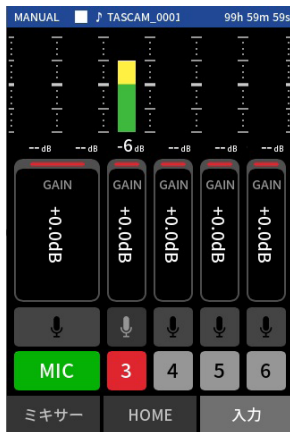 MANUAL ♪ TASCAM_0001 99h 59m 59s
--dB --dB -6dB --dB --dB --dB
GAIN GAIN GAIN GAIN GAIN
+0.0dB +0.0dB +0.0dB +0.0dB +0.0dB
MIC 3 4 5 6
ミキサー HOME 入力